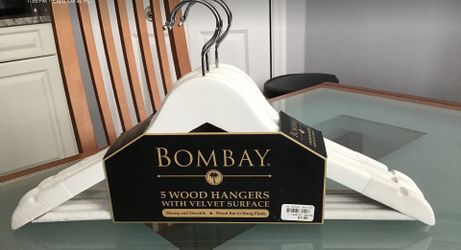 BOMBAY
5 WOOD HANGERS
WITH VELVET SURFACE
Strong and Durable • Wood Bar to Hang Pants